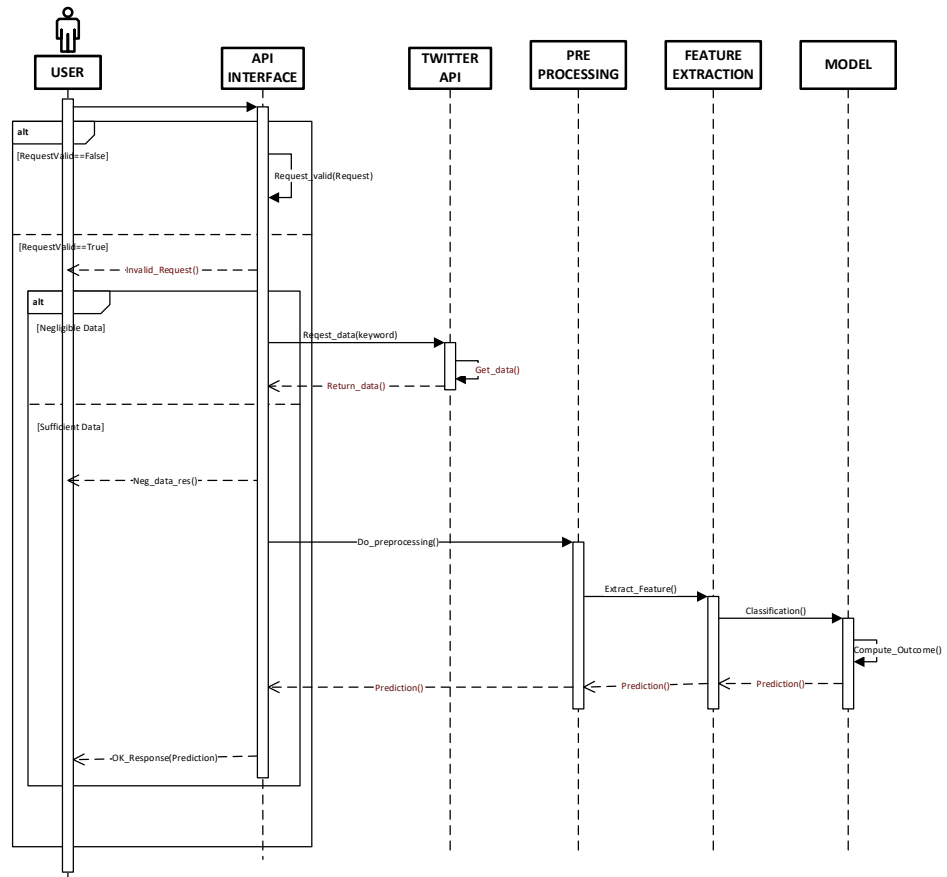 USER
API
INTERFACE
TWITTER
API
PRE
PROCESSING
FEATURE
EXTRACTION
MODEL
alt
[RequestValid==False]
Request_valid(Request)
[RequestValid==True]
Invalid_Request()
alt
[Negligible Data]
Reqest_data(keyword)
Get_data()
Return_data()
[Sufficient Data]
Neg_data_res()
Do_preprocessing()
Extract_Feature()
Classification()
Compute_Outcome()
Prediction()
Prediction()
Prediction()
OK_Response(Prediction)